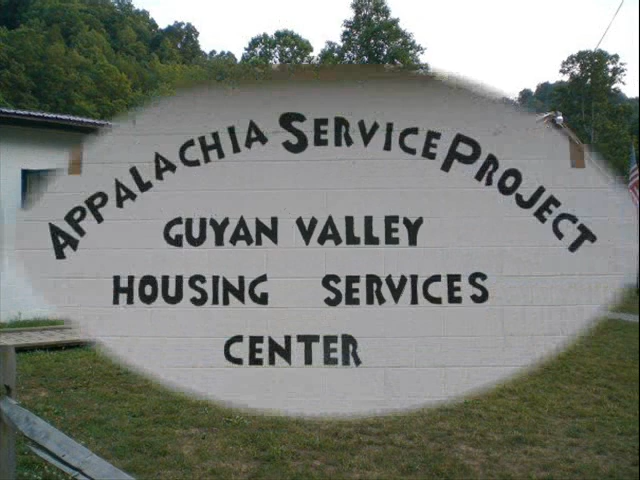 APPALACHIA SERVICE PROJECT
GUYAN VALLEY
HOUSING SERVICES
CENTER